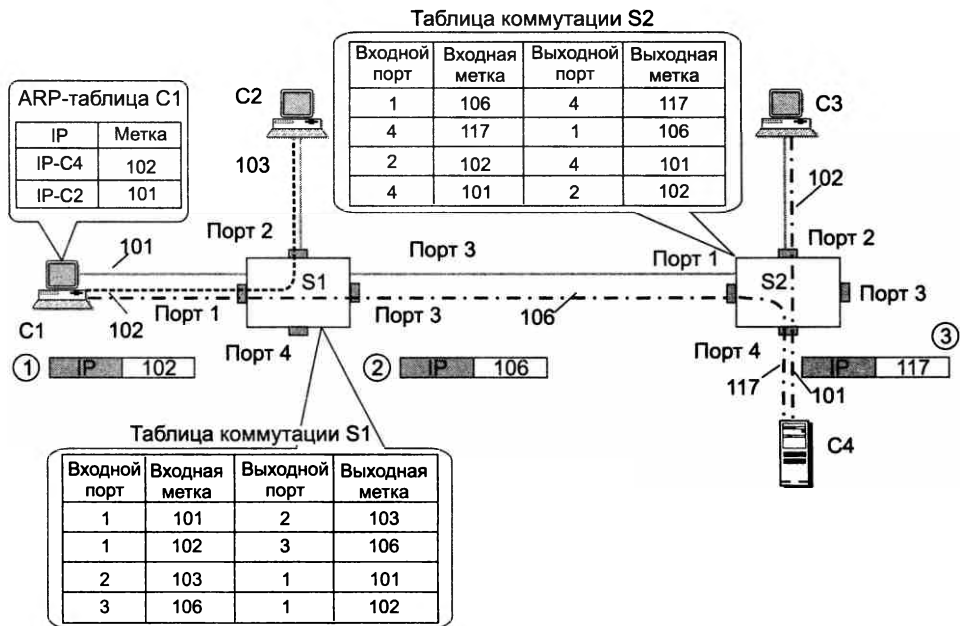 Таблица коммутации S2
Входной порт Входная метка Выходной порт Выходная метка
1 106 4 117
4 117 1 106
2 102 4 101
4 101 2 102
ARP-таблица C1
IP Метка
IP-C4 102
IP-C2 101
C2
103
C3
102
101
Порт 2
Порт 3
Порт 1
Порт 2
S1
S2
102
Порт 1
Порт 3
106
Порт 3
C1
Порт 4
Порт 4
1 IP 102
2 IP 106
3
IP 117
117
101
C4
Таблица коммутации S1
Входной порт Входная метка Выходной порт Выходная метка
1 101 2 103
1 102 3 106
2 103 1 101
3 106 1 102